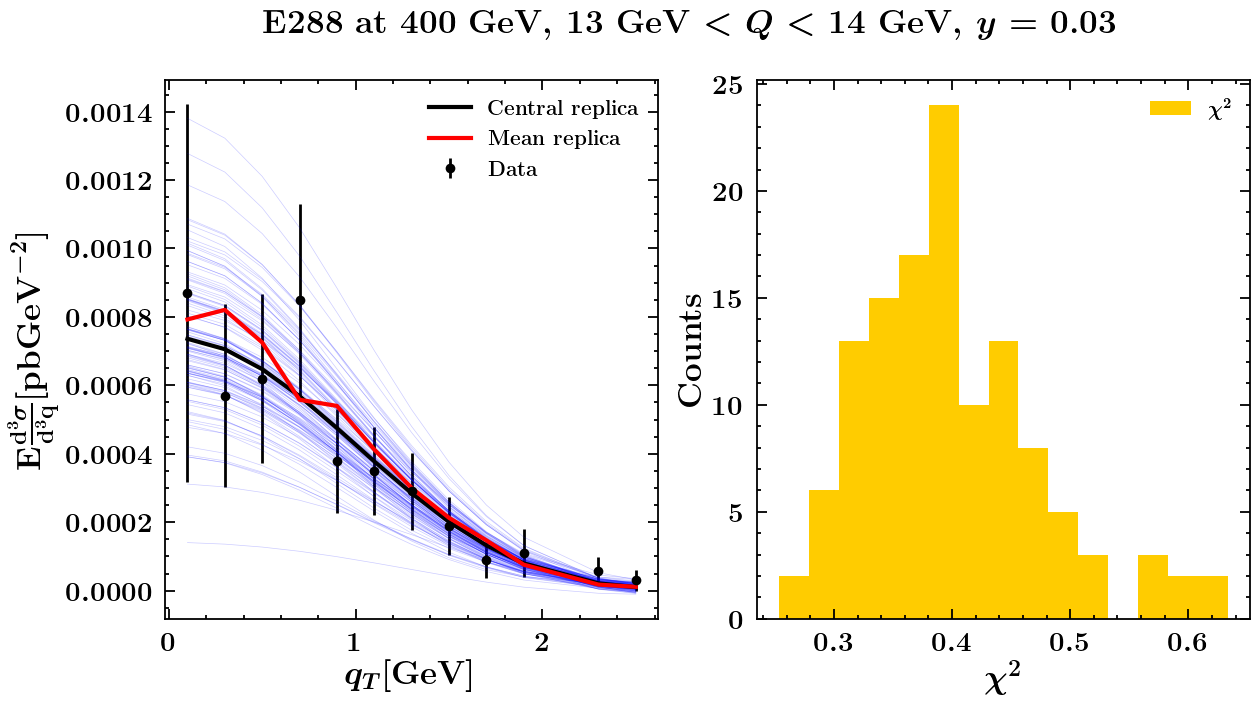 E288 at 400 GeV, 13 GeV < Q < 14 GeV, y = 0.03
E d³σ/d³q [pbGeV⁻²]
0.0014
0.0012
0.0010
0.0008
0.0006
0.0004
0.0002
0.0000
Central replica
Mean replica
Data
0 1 2
q_T[GeV]
Counts
25
20
15
10
5
0
χ²
0.3 0.4 0.5 0.6
χ²